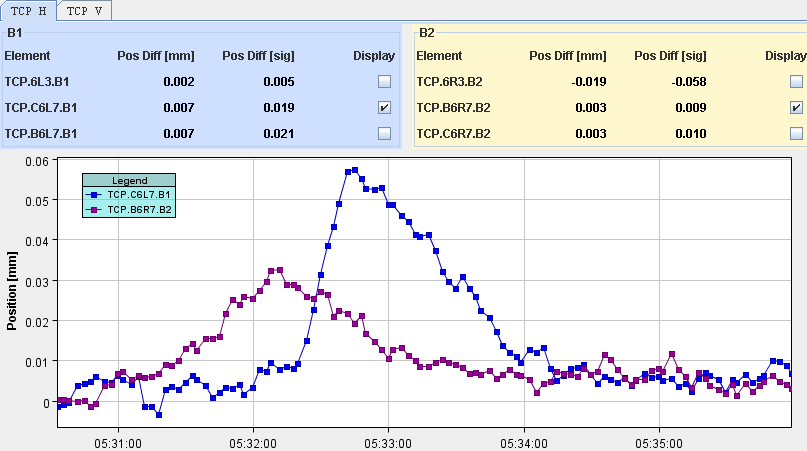 TCP H TCP V
B1
Element Pos Diff [mm] Pos Diff [sig] Display
TCP.6L3.B1 0.002 0.005
TCP.C6L7.B1 0.007 0.019
TCP.B6L7.B1 0.007 0.021
B2
Element Pos Diff [mm] Pos Diff [sig] Display
TCP.6R3.B2 -0.019 -0.058
TCP.B6R7.B2 0.003 0.009
TCP.C6R7.B2 0.003 0.010
Position [mm]
0.06
0.05
0.04
0.03
0.02
0.01
0
Legend
TCP.C6L7.B1
TCP.B6R7.B2
05:31:00 05:32:00 05:33:00 05:34:00 05:35:00